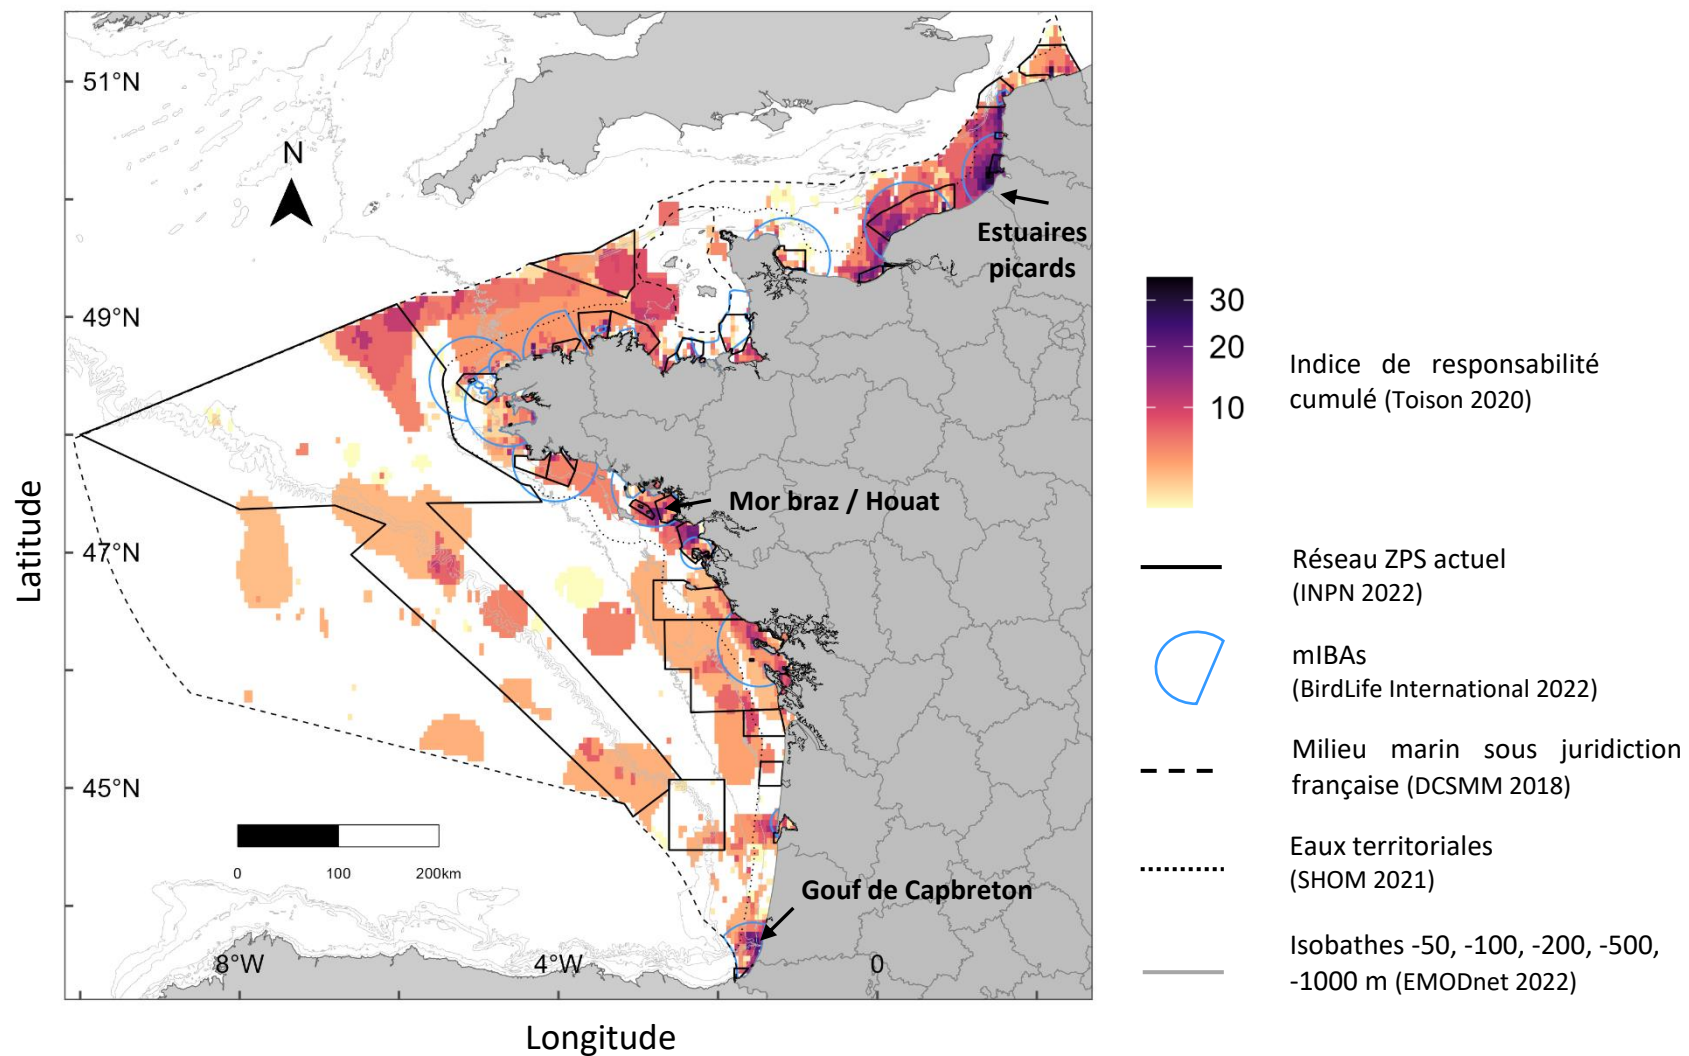 51°N
49°N
47°N
45°N
Latitude
N
Estuaires
picards
Mor braz / Houat
Gouf de Capbreton
0
100
200km
8°W
4°W
0
Longitude
30
20
10
Indice de responsabilité
cumulé (Toison 2020)
Réseau ZPS actuel
(INPN 2022)
mIBAs
(BirdLife International 2022)
Milieu marin sous juridiction
française (DCSMM 2018)
Eaux territoriales
(SHOM 2021)
Isobathes -50, -100, -200, -500,
-1000 m (EMODnet 2022)